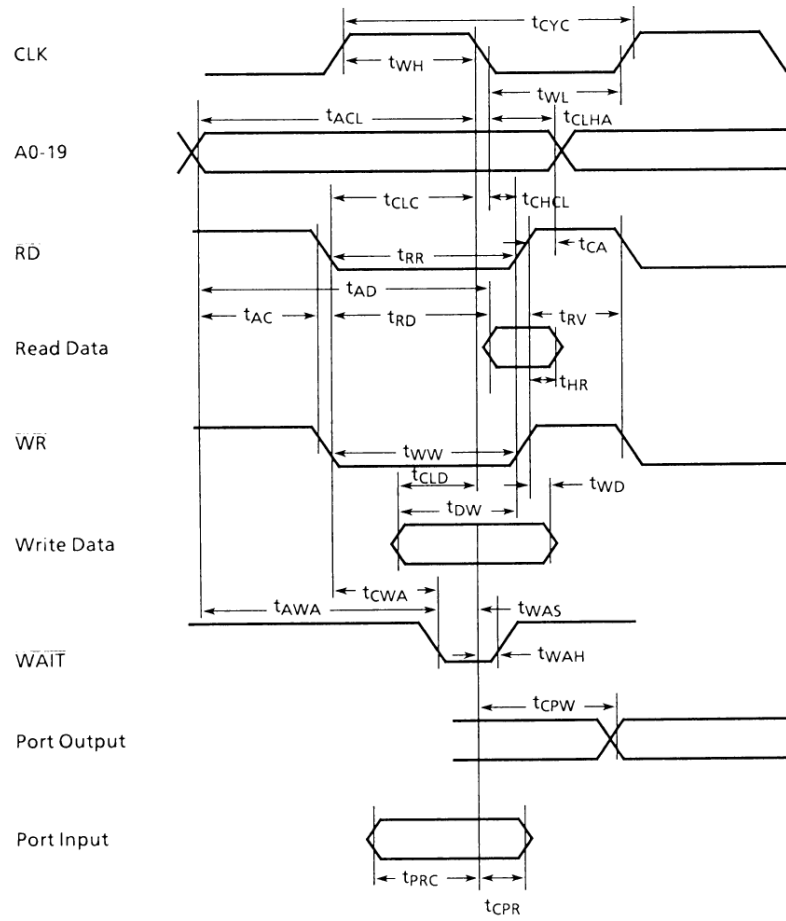 tCYC
CLK
tWH
tWL
tACL
tCLHA
A0-19
tCLC
tCHCL
RD
tRR
tCA
tAD
tAC
tRD
tRV
Read Data
tHR
WR
tWW
tCLD
tWD
tDW
Write Data
tCWA
tAWA
tWAS
WAIT
tWAH
tCPW
Port Output
Port Input
tPRC
tCPR